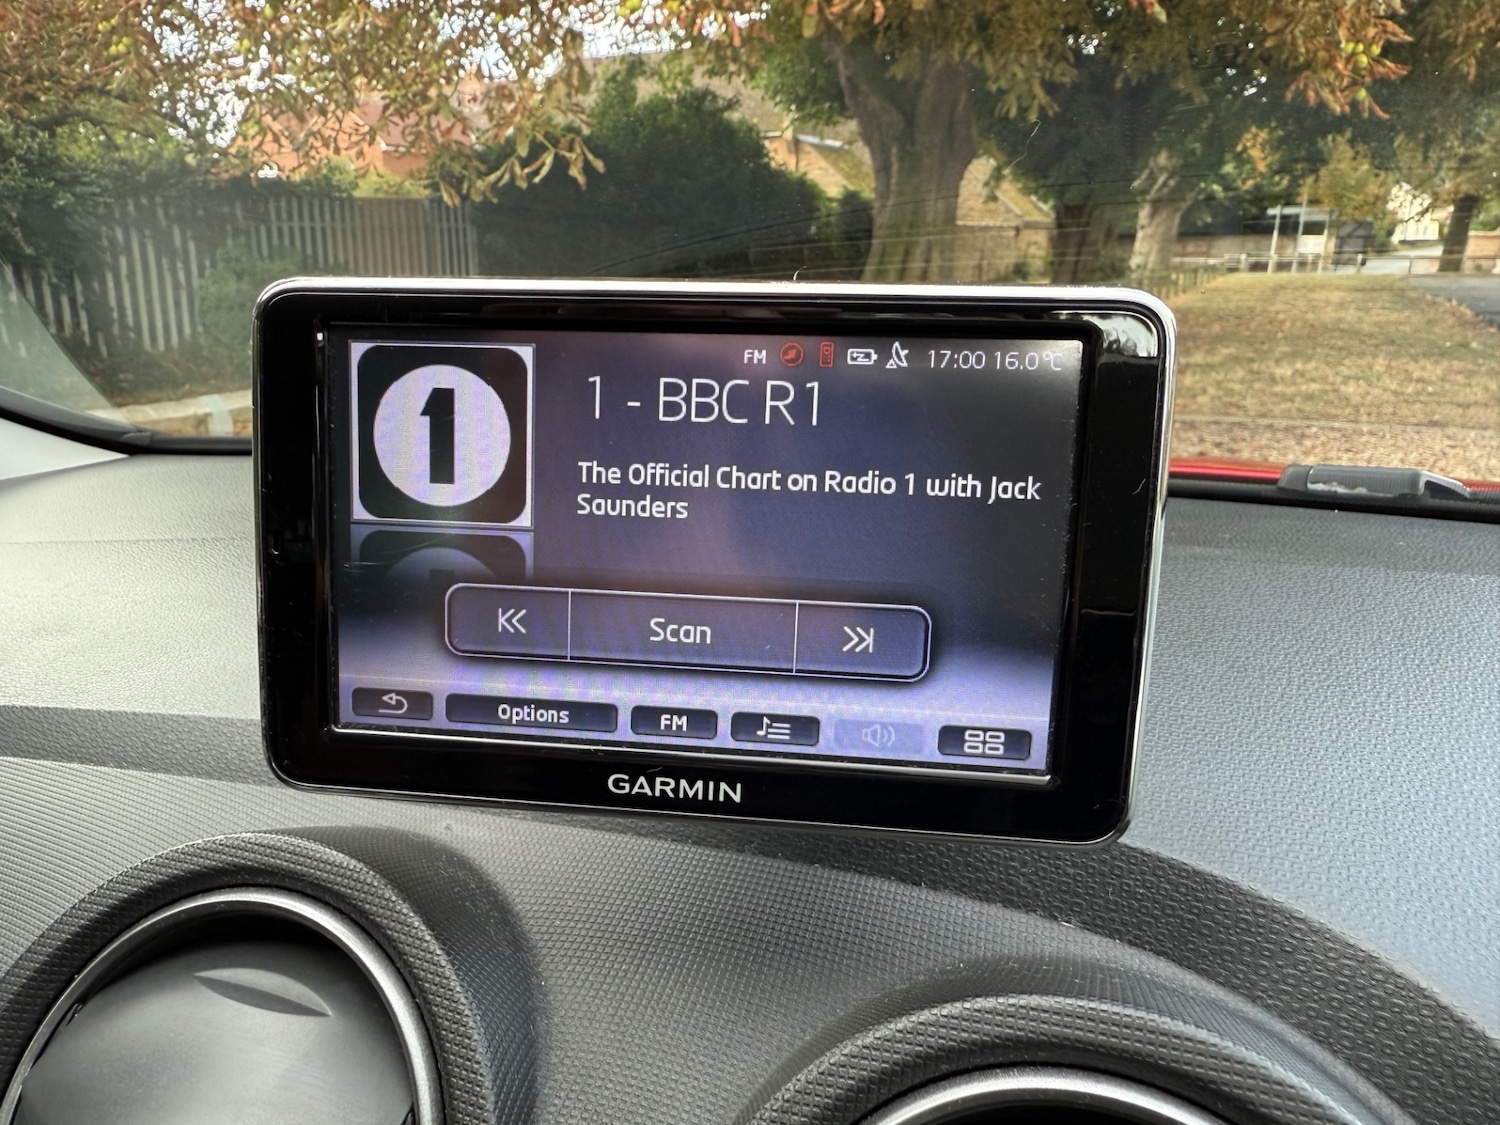 1
FM 17:00 16.0°C
1 - BBC R1
The Official Chart on Radio 1 with Jack
Saunders
Scan
Options FM
GARMIN